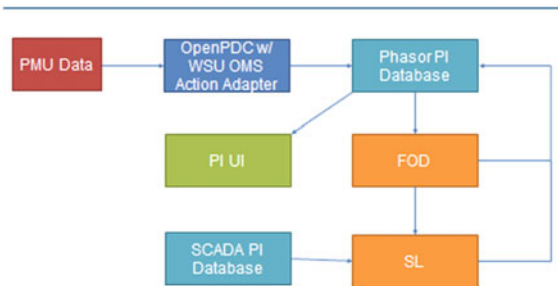 PMU Data
OpenPDC w/
WSU OMS
Action Adapter
Phasor PI
Database
PI UI
FOD
SCADA PI
Database
SL